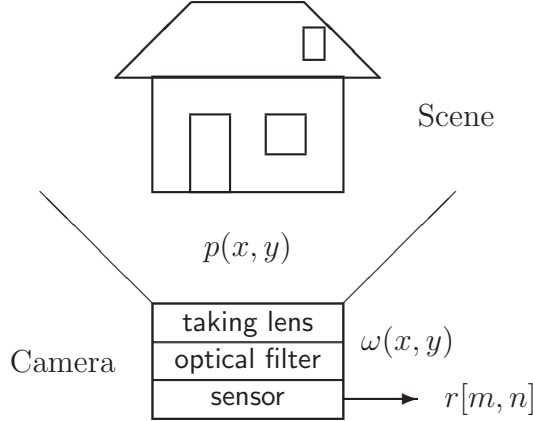 Scene
p(x, y)
taking lens
ω(x, y)
optical filter
Camera
sensor
r[m, n]